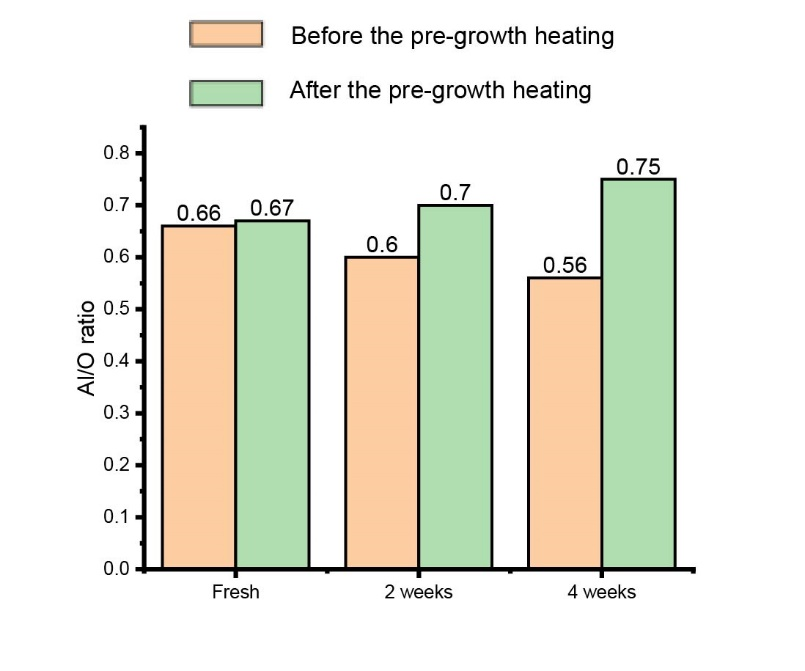 Before the pre-growth heating
After the pre-growth heating
Al/O ratio
0.8
0.7
0.6
0.5
0.4
0.3
0.2
0.1
0.0
0.66
0.67
0.6
0.7
0.56
0.75
Fresh
2 weeks
4 weeks